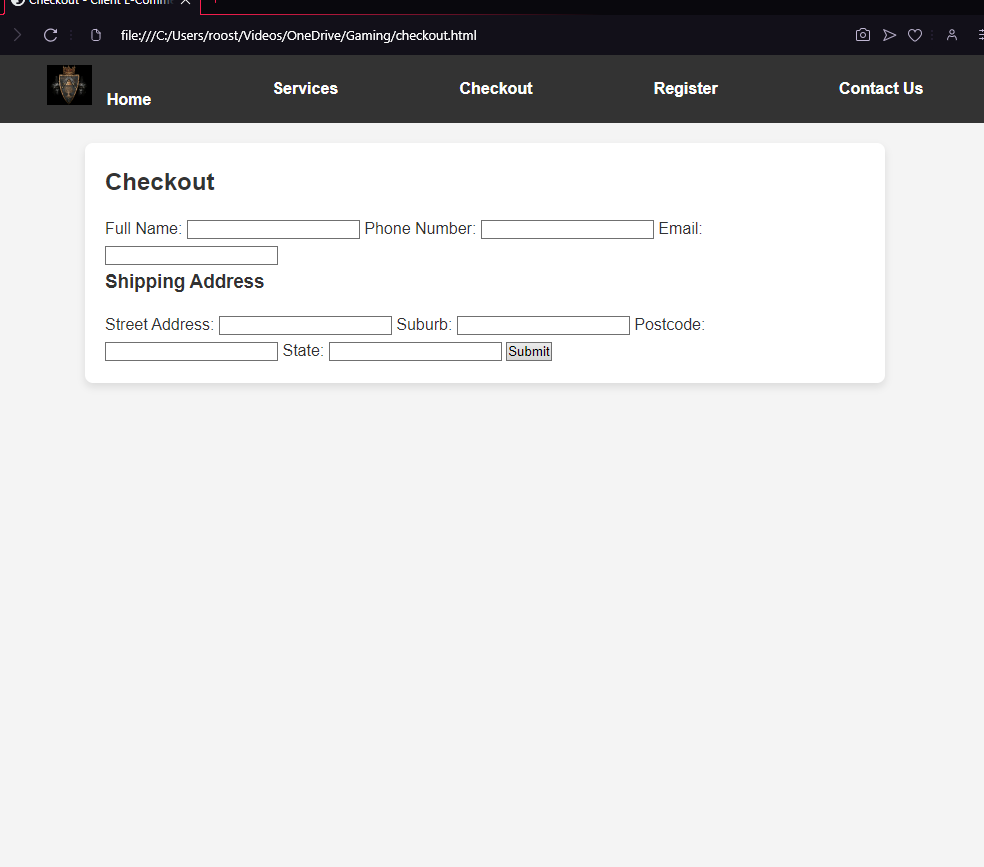 Checkout - Client E-Comm
file:///C:/Users/roost/Videos/OneDrive/Gaming/checkout.html
Home Services Checkout Register Contact Us
Checkout
Full Name: Phone Number: Email:
Shipping Address
Street Address: Suburb: Postcode:
State: Submit